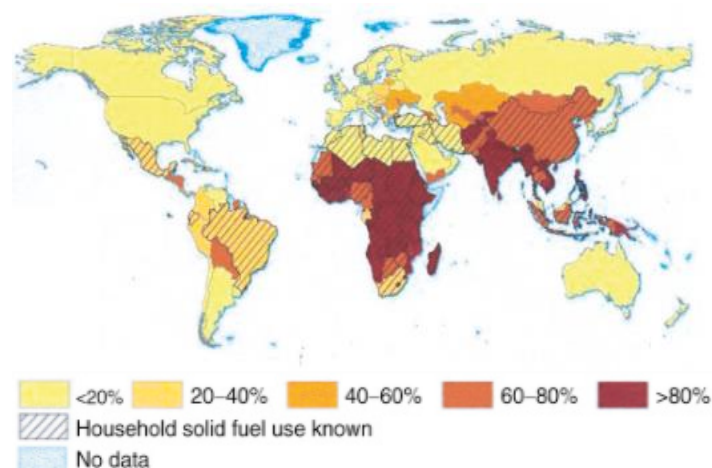 <20% 20–40% 40–60% 60–80% >80%
Household solid fuel use known
No data